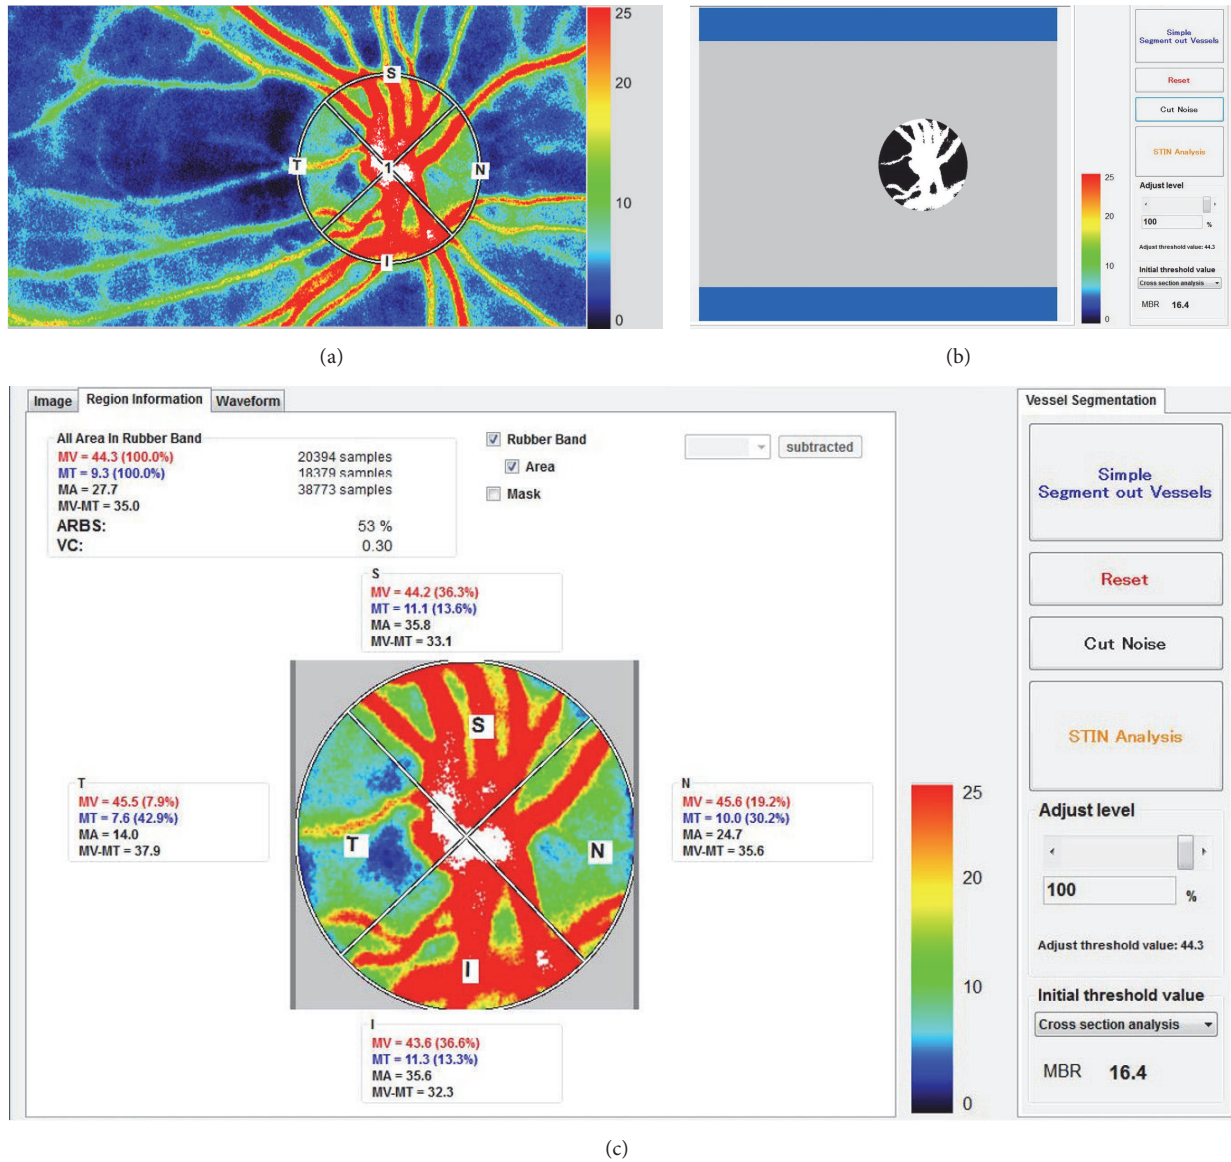 25
20
10
0
S
T
1
N
I
(a)
Simple
Segment out Vessels
Reset
Cut Noise
STIN Analysis
Adjust level
100
%
Adjust threshold value: 44.3
Initial threshold value
Cross section analysis
MBR 16.4
25
20
10
0
(b)
Image Region Information Waveform
All Area In Rubber Band
MV = 44.3 (100.0%) 20394 samples
MT = 9.3 (100.0%) 18379 samples
MA = 27.7 38773 samples
MV-MT = 35.0
ARBS: 53 %
VC: 0.30
Rubber Band
Area
Mask
subtracted
S
MV = 44.2 (36.3%)
MT = 11.1 (13.6%)
MA = 35.8
MV-MT = 33.1
T
MV = 45.5 (7.9%)
MT = 7.6 (42.9%)
MA = 14.0
MV-MT = 37.9
S
T
N
I
N
MV = 45.6 (19.2%)
MT = 10.0 (30.2%)
MA = 24.7
MV-MT = 35.6
I
MV = 43.6 (36.6%)
MT = 11.3 (13.3%)
MA = 35.6
MV-MT = 32.3
25
20
10
0
Vessel Segmentation
Simple
Segment out Vessels
Reset
Cut Noise
STIN Analysis
Adjust level
100
%
Adjust threshold value: 44.3
Initial threshold value
Cross section analysis
MBR 16.4
(c)